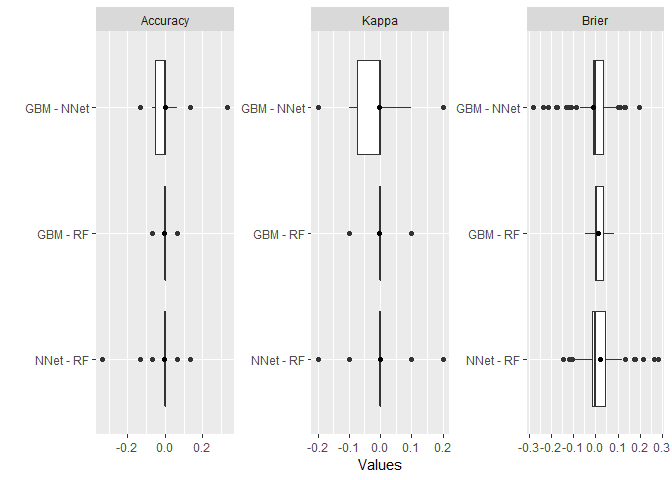 Accuracy Kappa Brier
GBM - NNet GBM - NNet GBM - NNet
GBM - RF GBM - RF GBM - RF
NNet - RF NNet - RF NNet - RF
-0.2 0.0 0.2 -0.2 -0.1 0.0 0.1 0.2 -0.3 -0.2 -0.1 0.0 0.1 0.2 0.3
Values